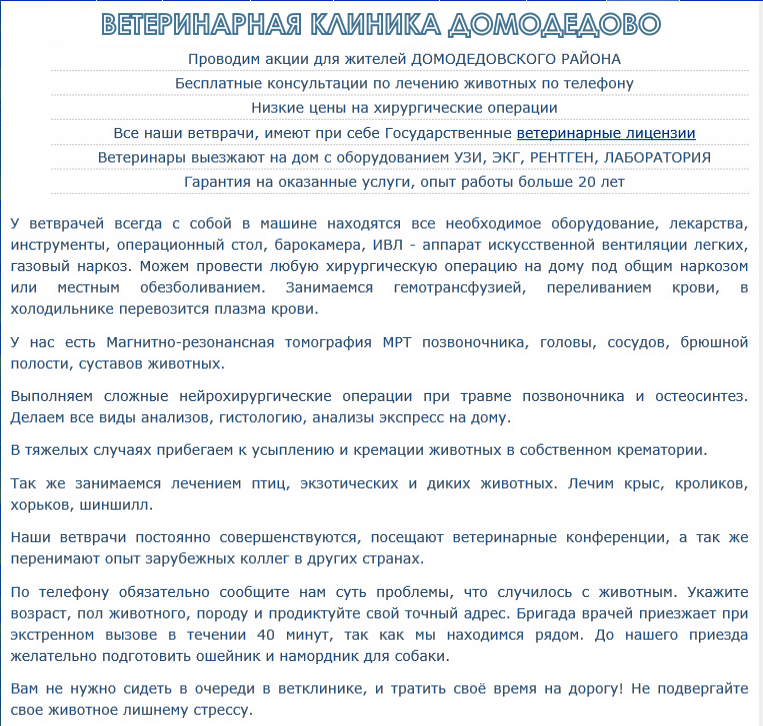 ВЕТЕРИНАРНАЯ КЛИНИКА ДОМОДЕДОВО
Проводим акции для жителей ДОМОДЕДОВСКОГО РАЙОНА
Бесплатные консультации по лечению животных по телефону
Низкие цены на хирургические операции
Все наши ветврачи, имеют при себе Государственные ветеринарные лицензии
Ветеринары выезжают на дом с оборудованием УЗИ, ЭКГ, РЕНТГЕН, ЛАБОРАТОРИЯ
Гарантия на оказанные услуги, опыт работы больше 20 лет
У ветврачей всегда с собой в машине находятся все необходимое оборудование, лекарства,
инструменты, операционный стол, барокамера, ИВЛ - аппарат искусственной вентиляции легких,
газовый наркоз. Можем провести любую хирургическую операцию на дому под общим наркозом
или местным обезболиванием. Занимаемся гемотрансфузией, переливанием крови, в
холодильнике перевозится плазма крови.
У нас есть Магнитно-резонансная томография МРТ позвоночника, головы, сосудов, брюшной
полости, суставов животных.
Выполняем сложные нейрохирургические операции при травме позвоночника и остеосинтез.
Делаем все виды анализов, гистологию, анализы экспресс на дому.
В тяжелых случаях прибегаем к усыплению и кремации животных в собственном крематории.
Так же занимаемся лечением птиц, экзотических и диких животных. Лечим крыс, кроликов,
хорьков, шиншилл.
Наши ветврачи постоянно совершенствуются, посещают ветеринарные конференции, а так же
перенимают опыт зарубежных коллег в других странах.
По телефону обязательно сообщите нам суть проблемы, что случилось с животным. Укажите
возраст, пол животного, породу и продиктуйте свой точный адрес. Бригада врачей приезжает при
экстренном вызове в течении 40 минут, так как мы находимся рядом. До нашего приезда
желательно подготовить ошейник и намордник для собаки.
Вам не нужно сидеть в очереди в ветклинике, и тратить своё время на дорогу! Не подвергайте
свое животное лишнему стрессу.